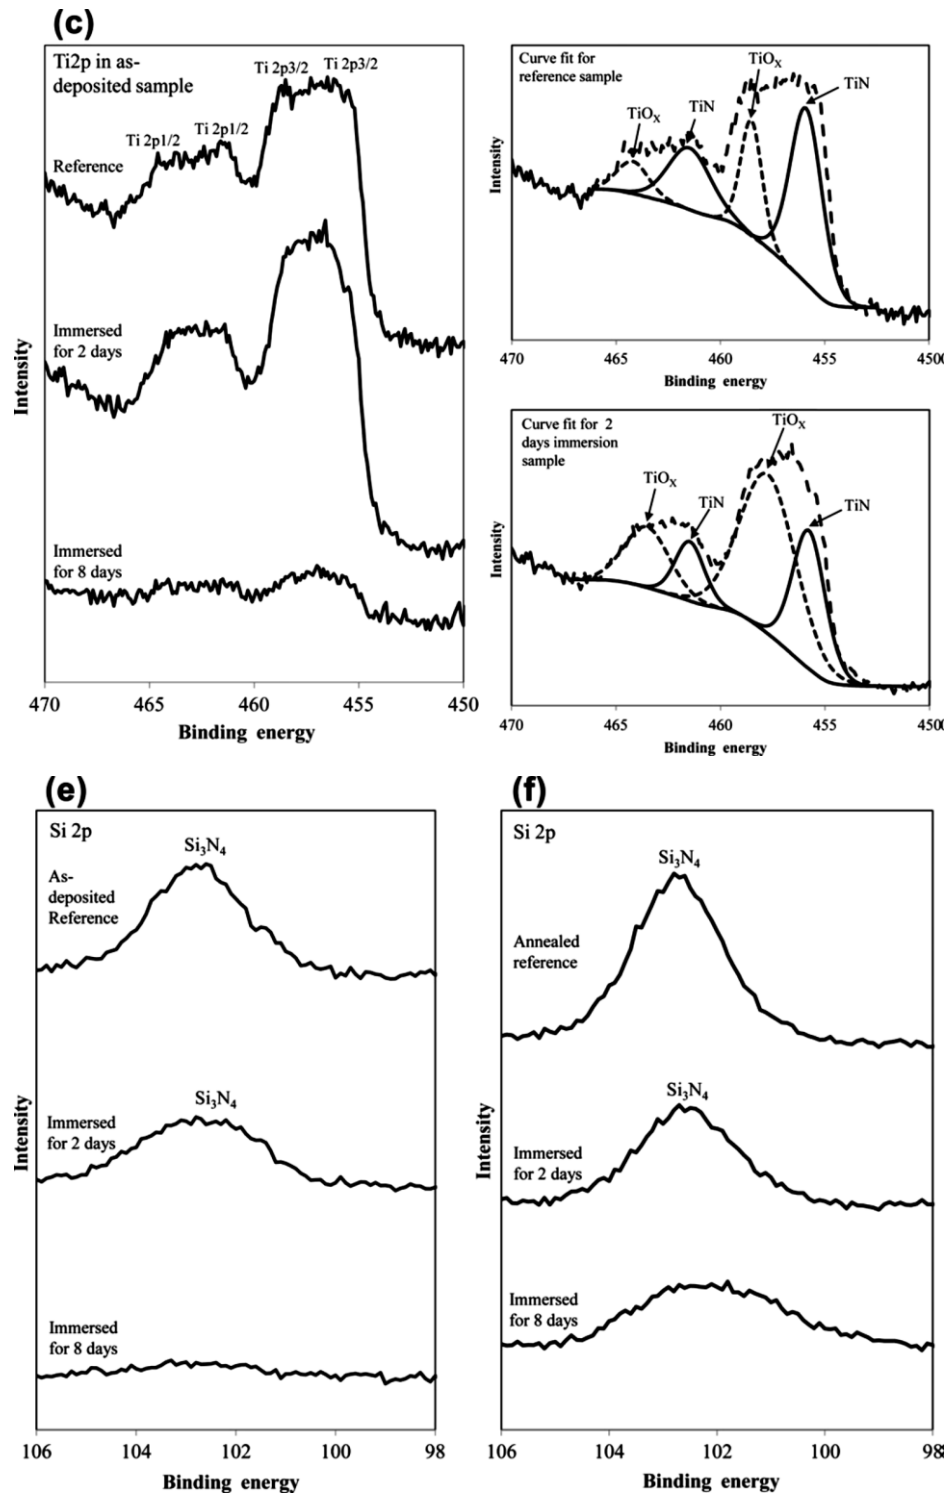 (c)
Ti2p in as-
deposited sample
Ti 2p3/2 Ti 2p3/2
Ti 2p1/2 Ti 2p1/2
Reference
Immersed
for 2 days
Immersed
for 8 days
Intensity
470 465 460 455 450
Binding energy
Curve fit for
reference sample
TiOX
TiN
TiOX
TiN
Intensity
470 465 460 455 4500
Binding energy
Curve fit for 2
days immersion
sample
TiOX
TiOX
TiN
TiN
Intensity
470 465 460 455 4500
Binding energy
(e)
Si 2p
Si3N4
As-
deposited
Reference
Si3N4
Immersed
for 2 days
Immersed
for 8 days
Intensity
106 104 102 100 98
Binding energy
(f)
Si 2p
Si3N4
Annealed
reference
Si3N4
Immersed
for 2 days
Immersed
for 8 days
Intensity
106 104 102 100 98
Binding energy